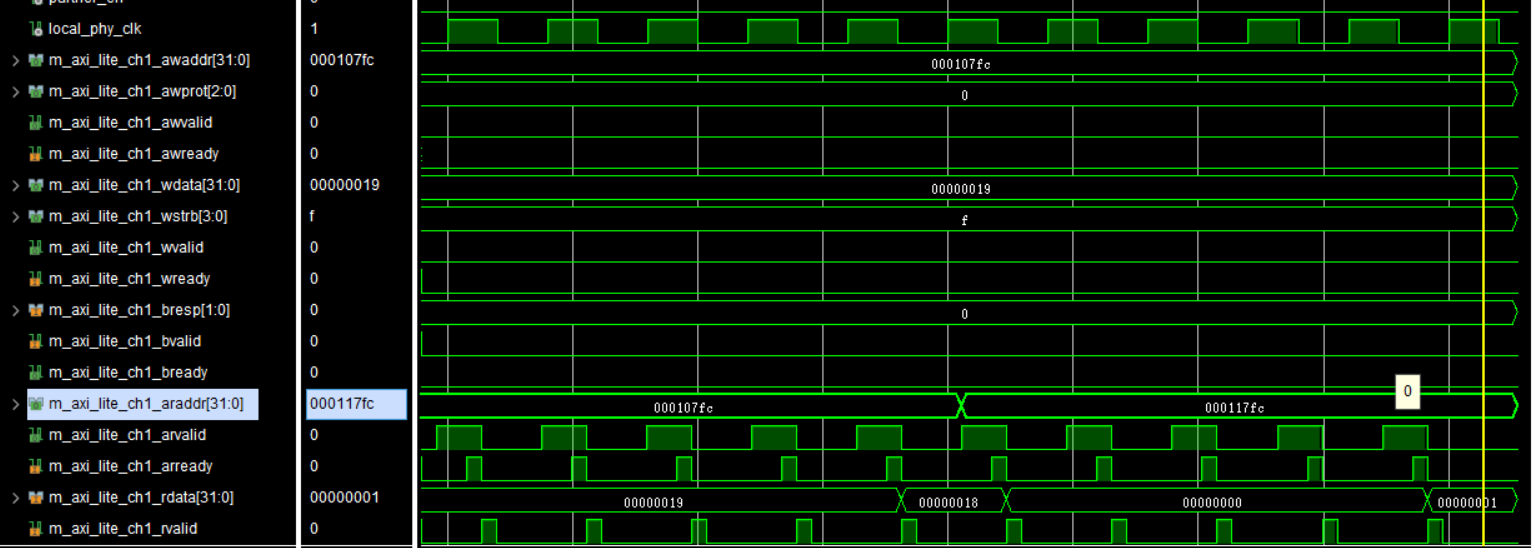 local_phy_clk 1
m_axi_lite_ch1_awaddr[31:0] 000107fc 000107fc
m_axi_lite_ch1_awprot[2:0] 0 0
m_axi_lite_ch1_awvalid 0
m_axi_lite_ch1_awready 0
m_axi_lite_ch1_wdata[31:0] 00000019 00000019
m_axi_lite_ch1_wstrb[3:0] f f
m_axi_lite_ch1_wvalid 0
m_axi_lite_ch1_wready 0
m_axi_lite_ch1_bresp[1:0] 0 0
m_axi_lite_ch1_bvalid 0
m_axi_lite_ch1_bready 0
0
m_axi_lite_ch1_araddr[31:0] 000117fc 000107fc 000117fc
m_axi_lite_ch1_arvalid 0
m_axi_lite_ch1_arready 0
m_axi_lite_ch1_rdata[31:0] 00000001 00000019 00000018 00000000 00000001
m_axi_lite_ch1_rvalid 0